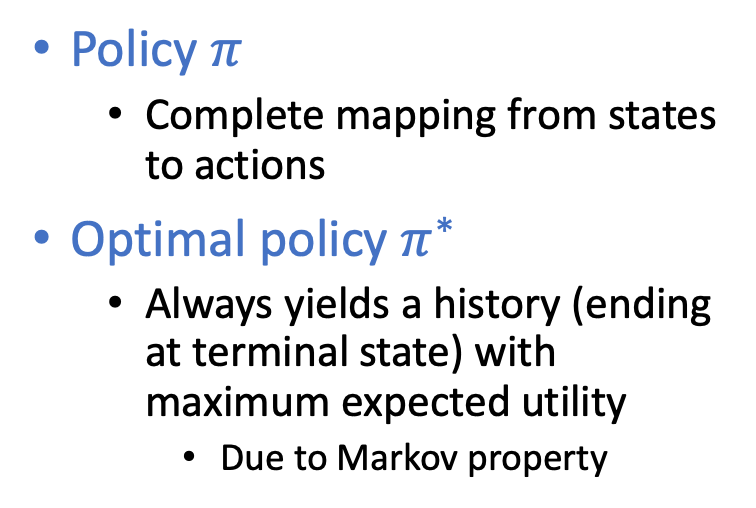 • Policy π
• Complete mapping from states
to actions
• Optimal policy π*
• Always yields a history (ending
at terminal state) with
maximum expected utility
• Due to Markov property